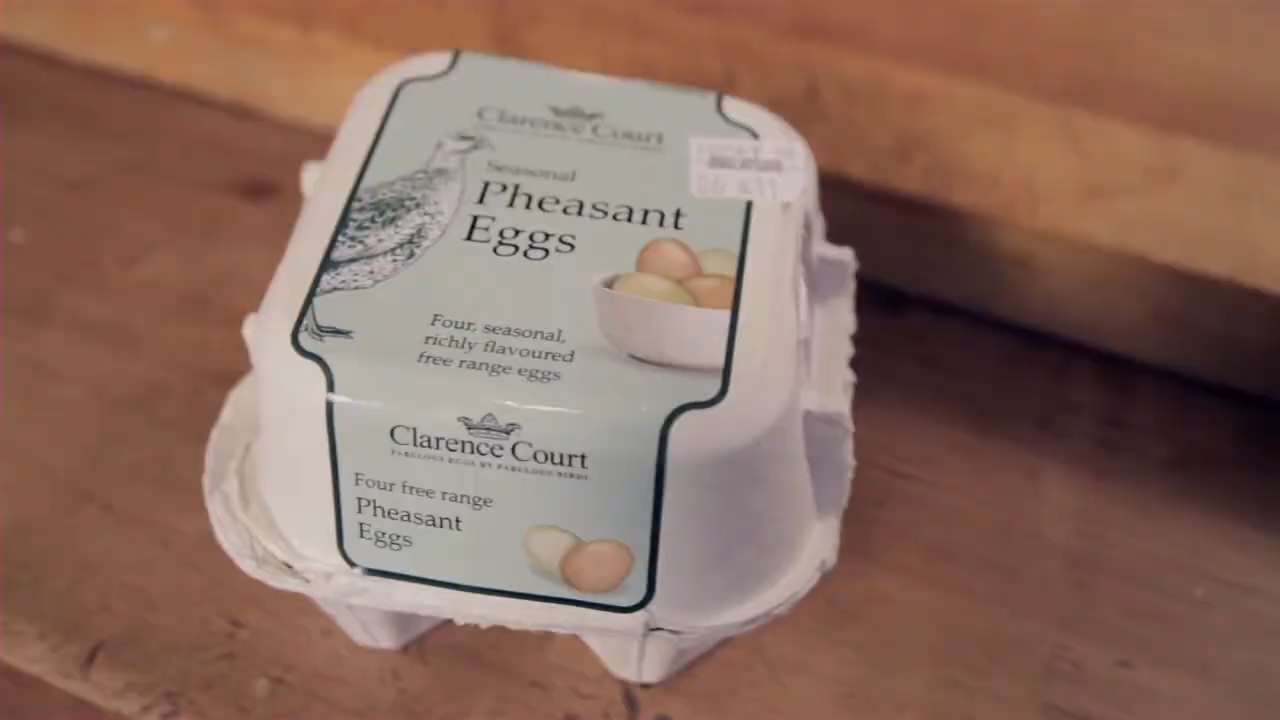 Clarence Court
Seasonal
Pheasant
Eggs
Four, seasonal,
richly flavoured
free range eggs
Clarence Court
FABULOUS EGGS BY FABULOUS BIRDS
Four free range
Pheasant
Eggs